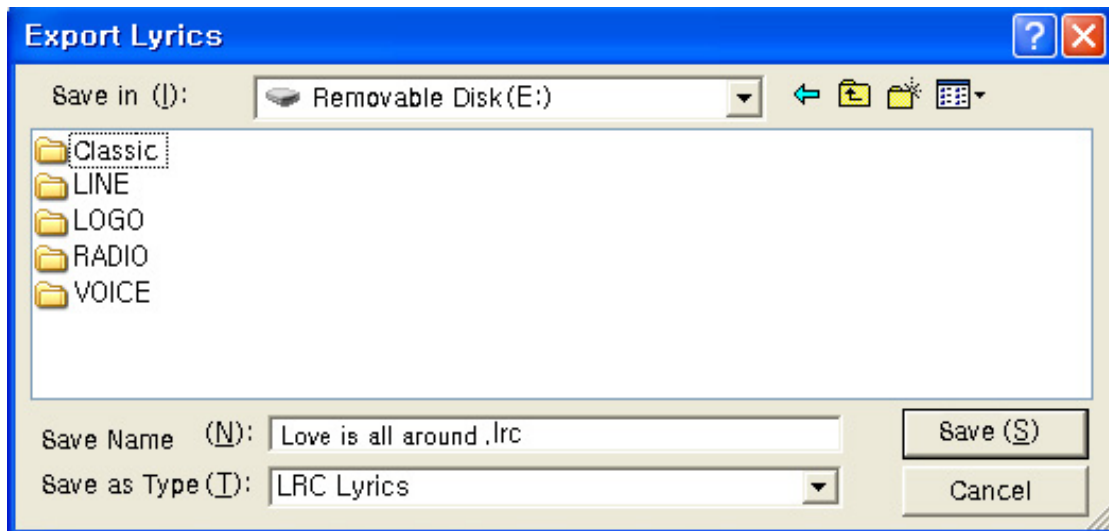 Export Lyrics
Save in (I): Removable Disk(E:)
Classic
LINE
LOGO
RADIO
VOICE
Save Name (N): Love is all around .lrc Save (S)
Save as Type(T): LRC Lyrics Cancel